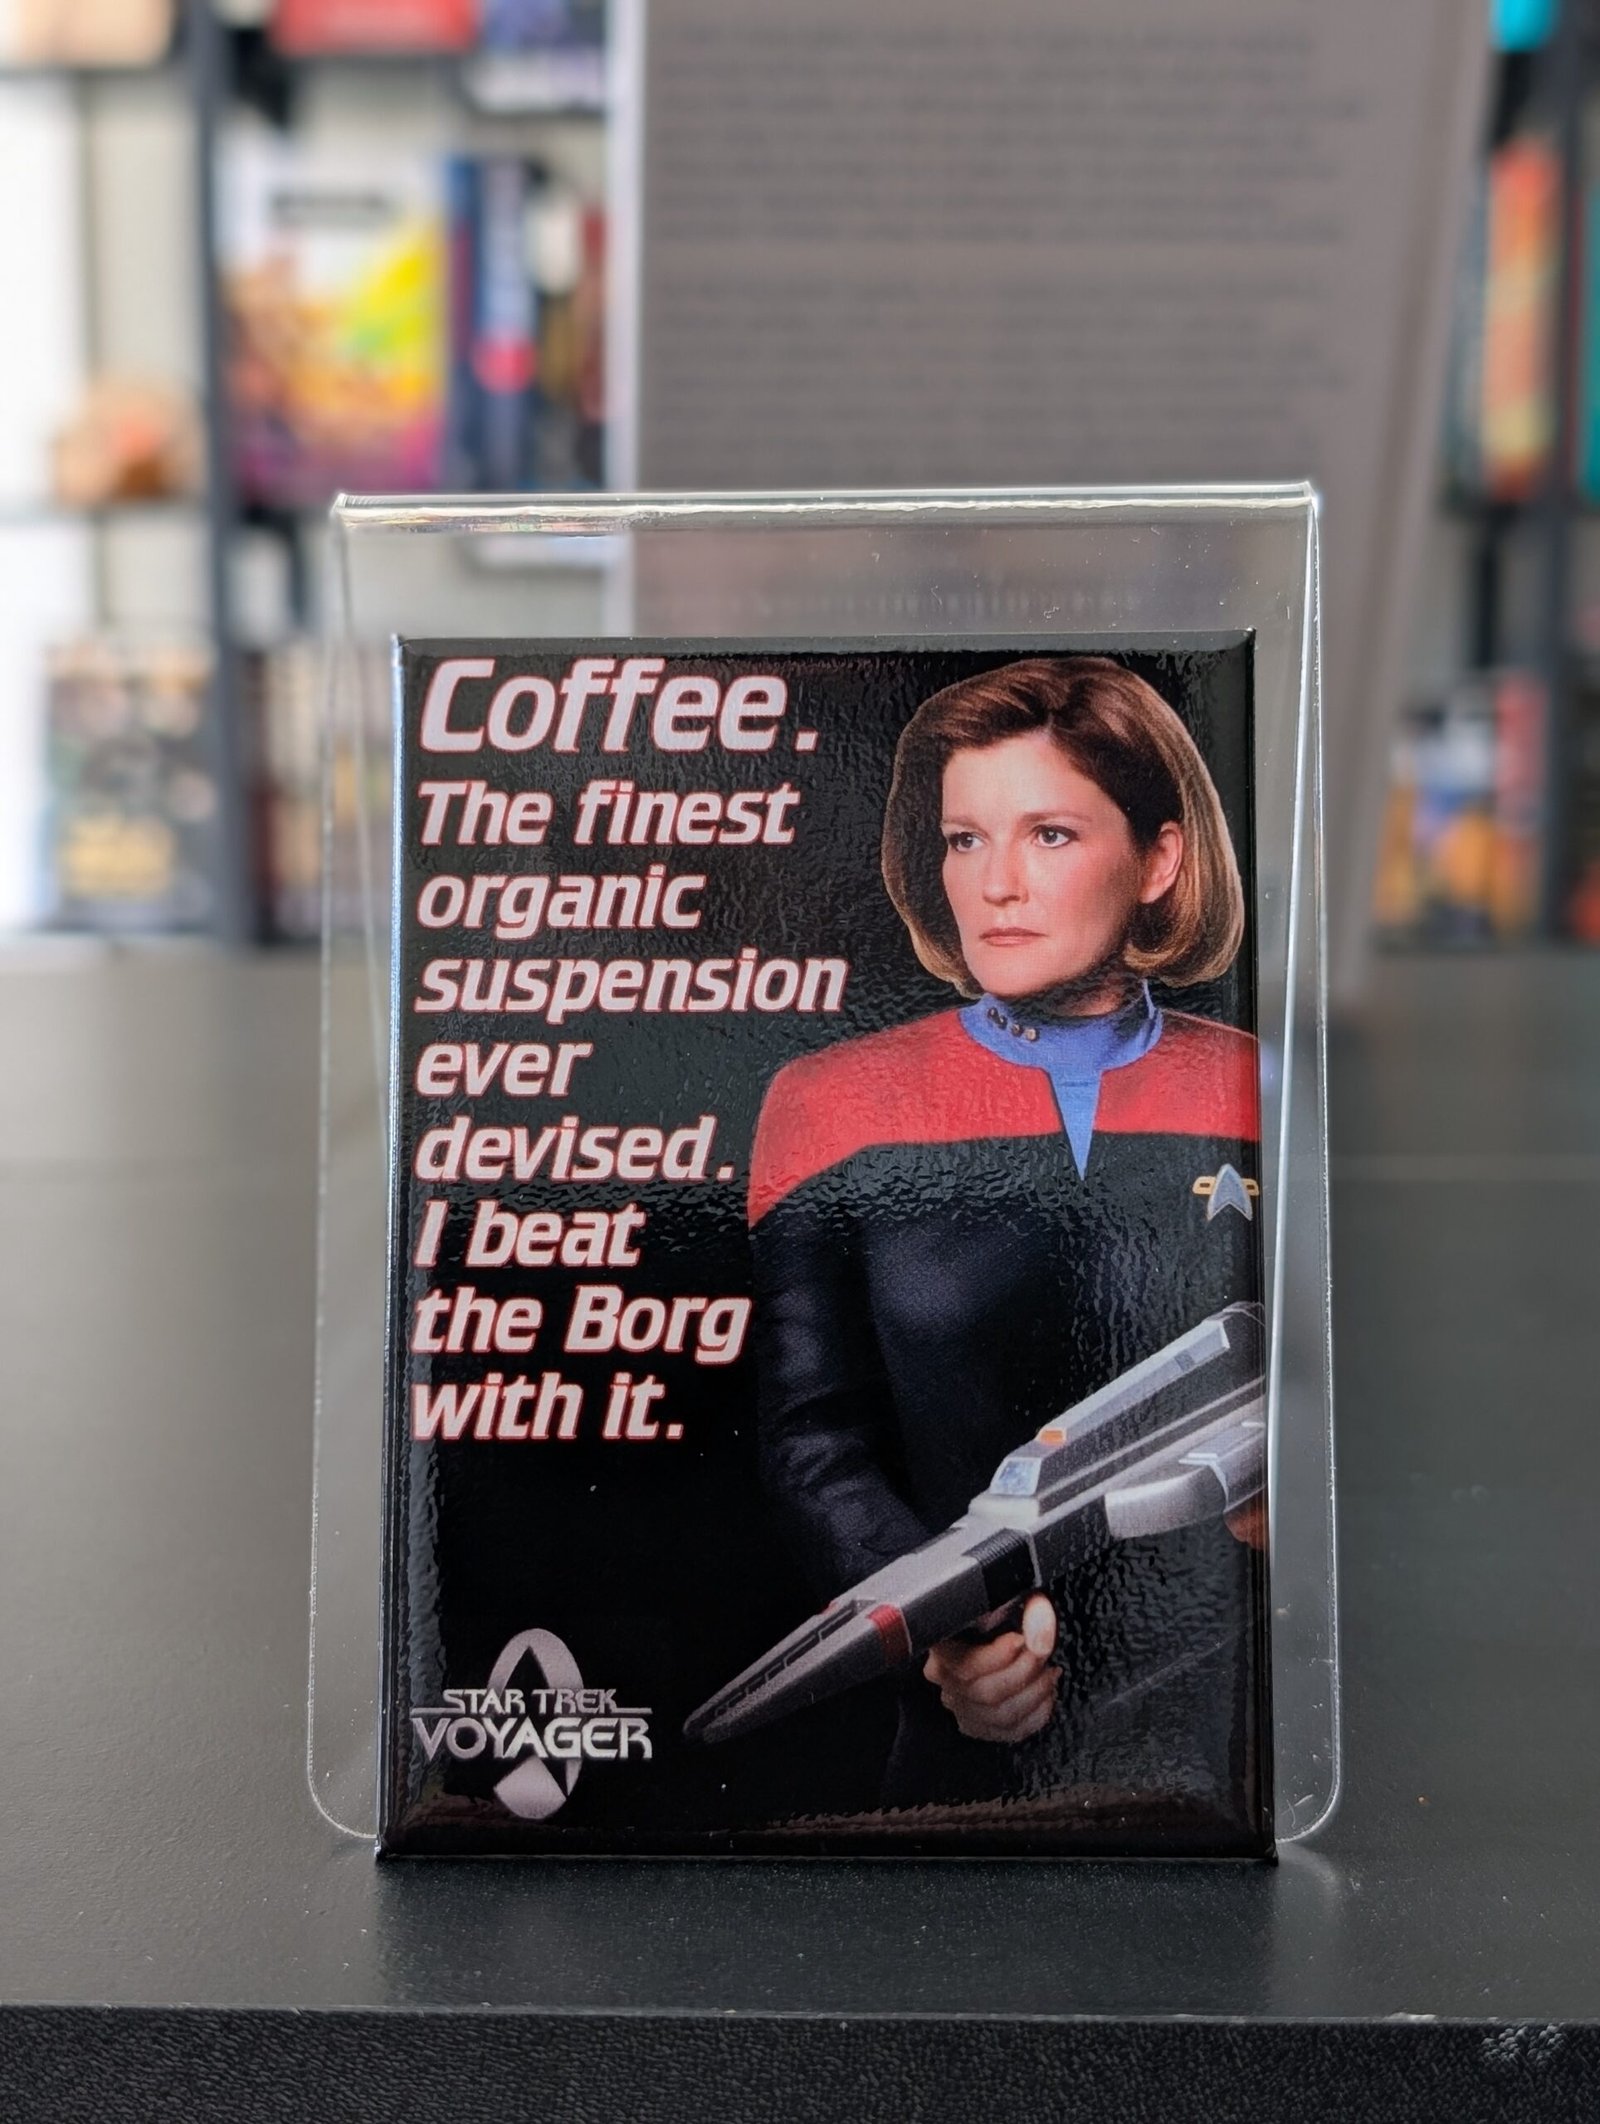 Coffee.
The finest
organic
suspension
ever
devised.
I beat
the Borg
with it.
STAR TREK
VOYAGER